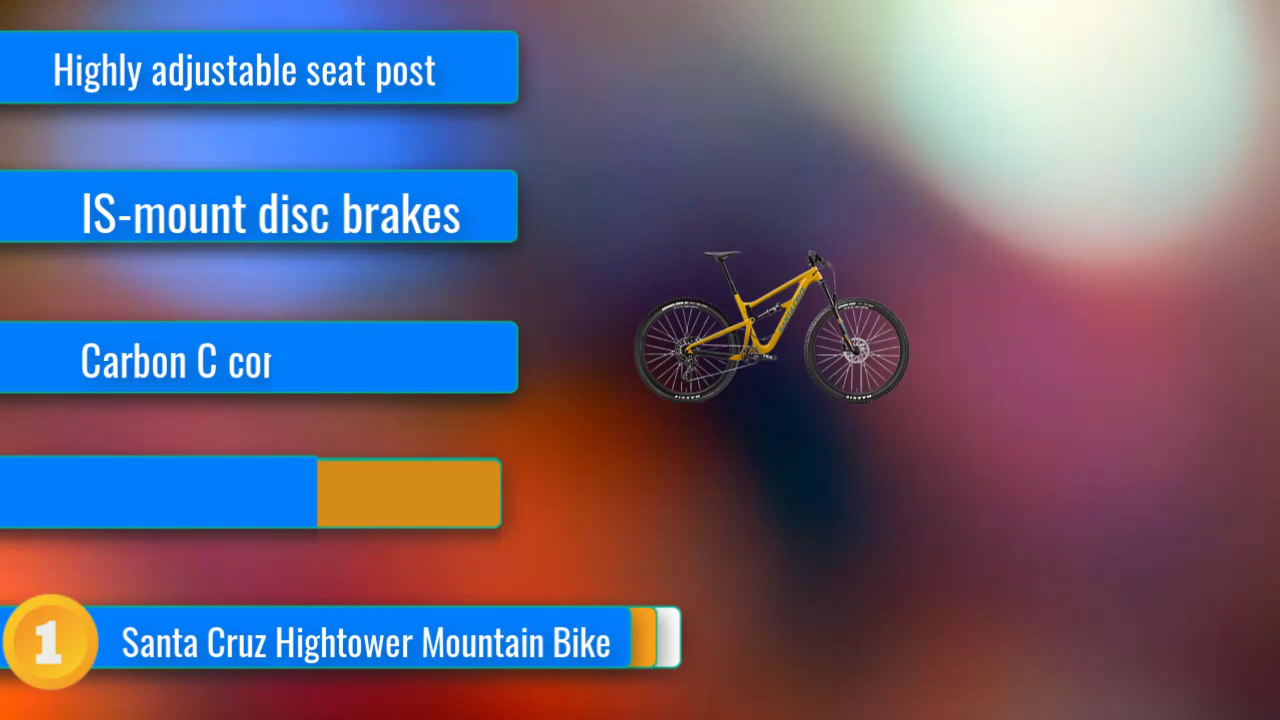 Highly adjustable seat post
IS-mount disc brakes
Carbon C cor
1
Santa Cruz Hightower Mountain Bike